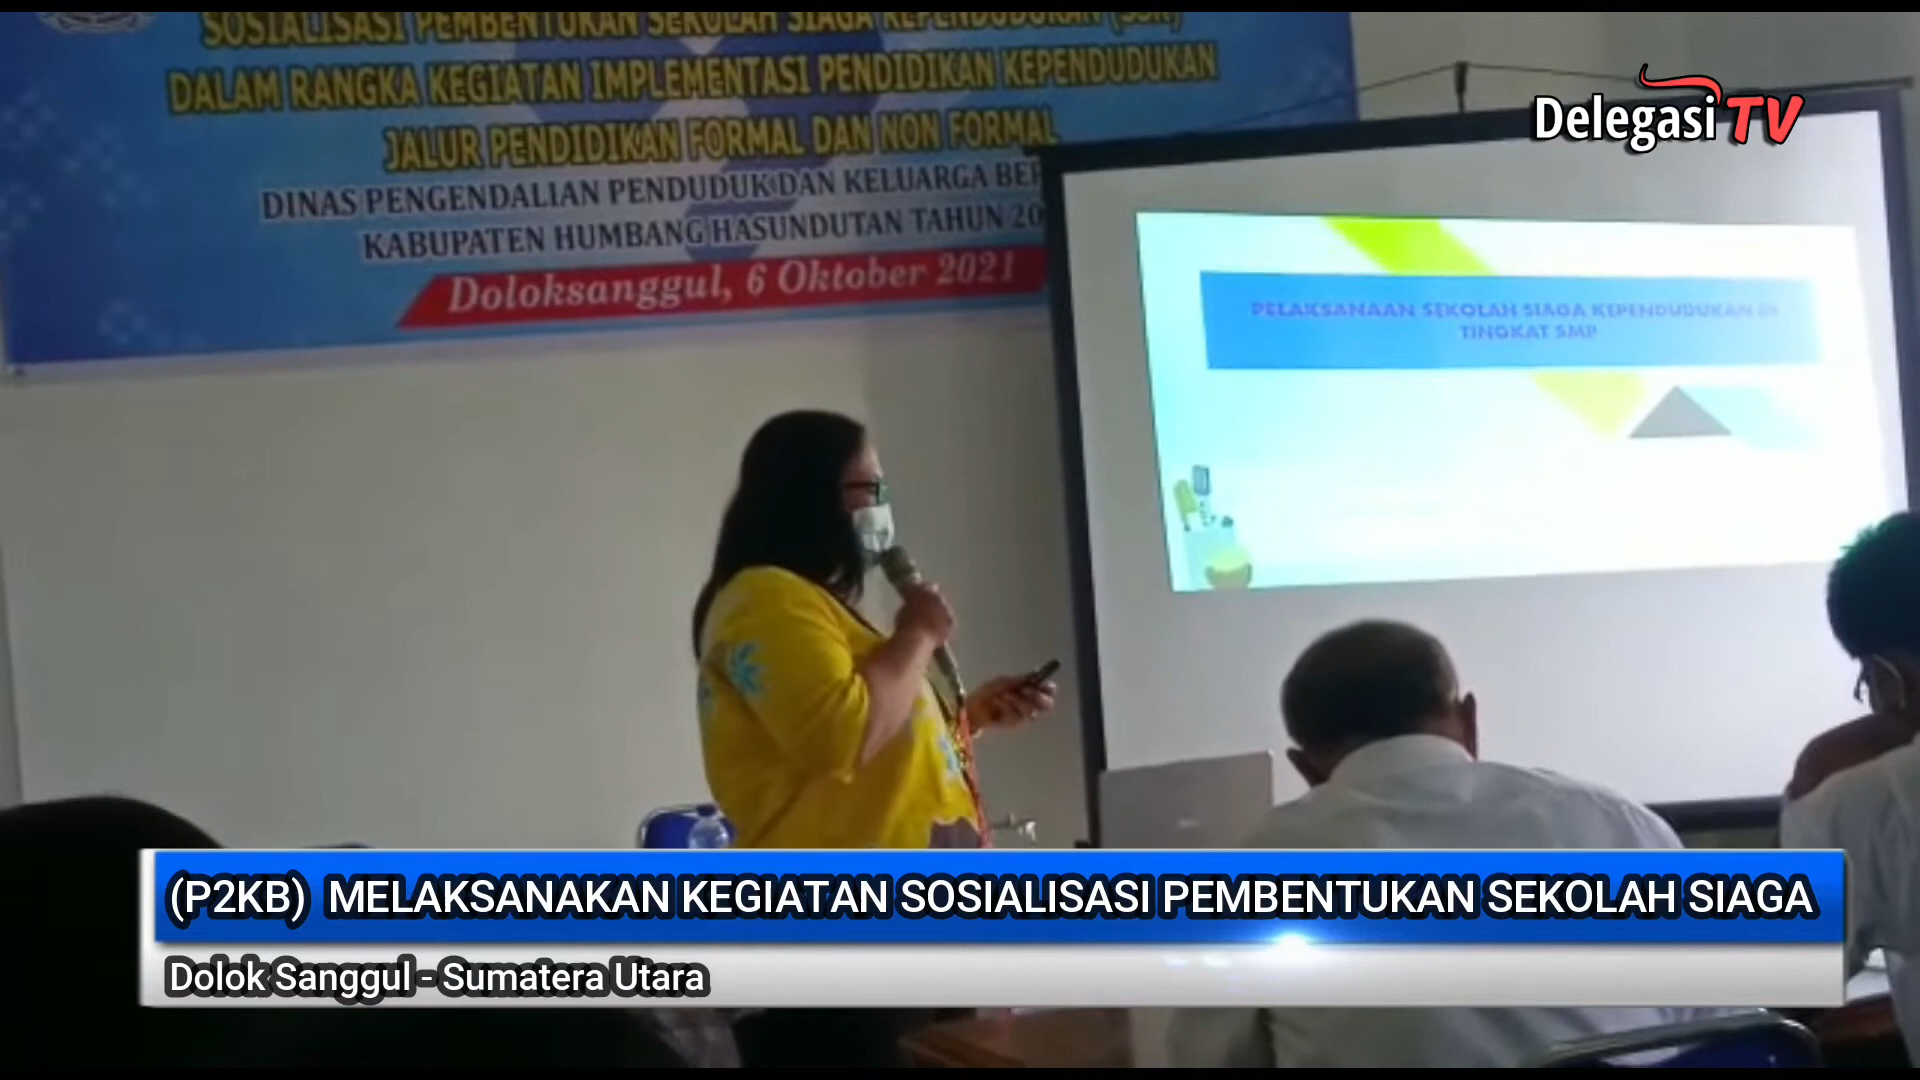 SOSIALISASI PEMBENTUKAN SEKOLAH SIAGA KEPENDUDUKAN (SSK)
DALAM RANGKA KEGIATAN IMPLEMENTASI PENDIDIKAN KEPENDUDUKAN
JALUR PENDIDIKAN FORMAL DAN NON FORMAL
DINAS PENGENDALIAN PENDUDUK DAN KELUARGA BER
KABUPATEN HUMBANG HASUNDUTAN TAHUN 20
Doloksanggul, 6 Oktober 2021
Delegasi TV
PELAKSANAAN SEKOLAH SIAGA KEPENDUDUKAN DI
TINGKAT SMP
(P2KB) MELAKSANAKAN KEGIATAN SOSIALISASI PEMBENTUKAN SEKOLAH SIAGA
Dolok Sanggul - Sumatera Utara